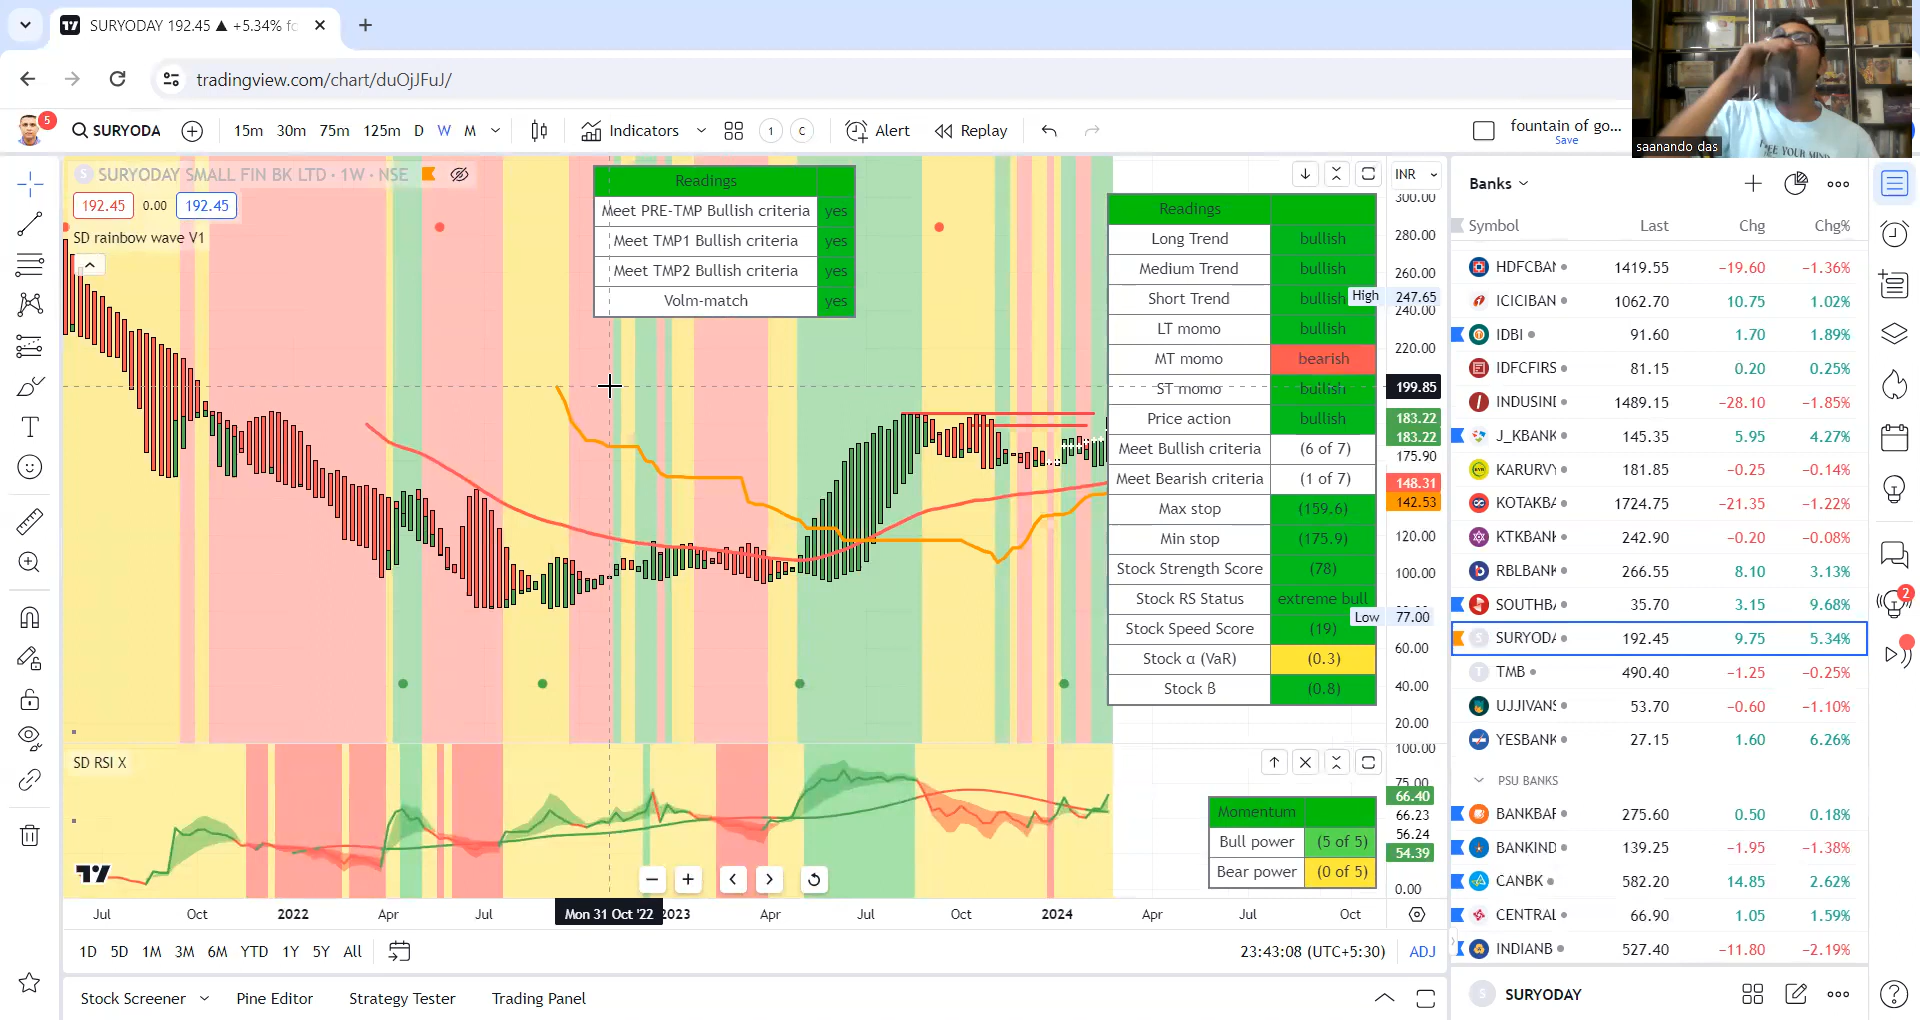 SURYODAY 192.45 ▲ +5.34% fo
tradingview.com/chart/duOjJFuJ/
saanando das
5
SURYODA
15m 30m 75m 125m D W M
Indicators
1
C
Alert
Replay
fountain of go...
Save
SURYODAY SMALL FIN BK LTD · 1W · NSE
192.45 0.00 192.45
SD rainbow wave V1
Readings
Meet PRE-TMP Bullish criteria yes
Meet TMP1 Bullish criteria yes
Meet TMP2 Bullish criteria yes
Volm-match yes
Readings
Long Trend bullish
Medium Trend bullish
Short Trend bullish
LT momo bullish
MT momo bearish
ST momo bullish
Price action bullish
Meet Bullish criteria (6 of 7)
Meet Bearish criteria (1 of 7)
Max stop (159.6)
Min stop (175.9)
Stock Strength Score (78)
Stock RS Status extreme bull
Stock Speed Score (19)
Stock α (VaR) (0.3)
Stock β (0.8)
INR
300.00
280.00
260.00
High 247.65
240.00
220.00
199.85
183.22
183.22
175.90
148.31
142.53
120.00
100.00
Low 77.00
60.00
40.00
20.00
SD RSI X
100.00
75.00
66.40
66.23
56.24
54.39
0.00
Momentum
Bull power (5 of 5)
Bear power (0 of 5)
Jul Oct 2022 Apr Jul Mon 31 Oct '22 2023 Apr Jul Oct 2024 Apr Jul Oct
1D 5D 1M 3M 6M YTD 1Y 5Y All
23:43:08 (UTC+5:30) ADJ
Stock Screener Pine Editor Strategy Tester Trading Panel
Banks
Symbol Last Chg Chg%
HDFCBAN 1419.55 −19.60 −1.36%
ICICIBAN 1062.70 10.75 1.02%
IDBI 91.60 1.70 1.89%
IDFCFIRS 81.15 0.20 0.25%
INDUSIND 1489.15 −28.10 −1.85%
J_KBANK 145.35 5.95 4.27%
KARURVY 181.85 −0.25 −0.14%
KOTAKBA 1724.75 −21.35 −1.22%
KTKBANK 242.90 −0.20 −0.08%
RBLBANK 266.55 8.10 3.13%
SOUTHBA 35.70 3.15 9.68%
SURYODA 192.45 9.75 5.34%
TMB 490.40 −1.25 −0.25%
UJJIVANS 53.70 −0.60 −1.10%
YESBANK 27.15 1.60 6.26%
PSU BANKS
BANKBAR 275.60 0.50 0.18%
BANKIND 139.25 −1.95 −1.38%
CANBK 582.20 14.85 2.62%
CENTRAL 66.90 1.05 1.59%
INDIANB 527.40 −11.80 −2.19%
SURYODAY
2